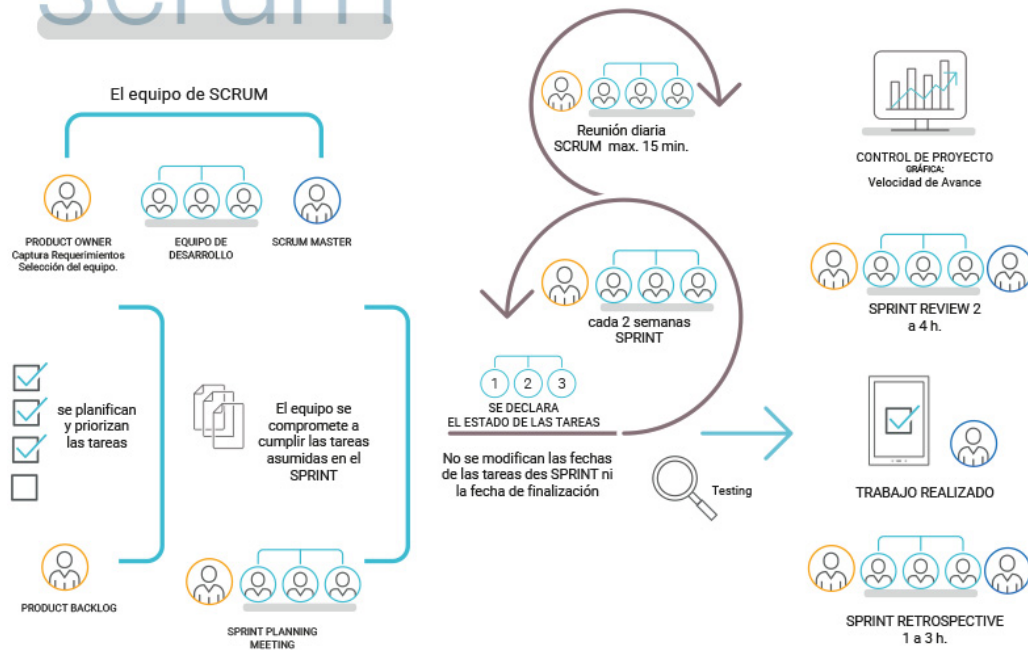 scrum
El equipo de SCRUM
PRODUCT OWNER
Captura Requerimientos
Selección del equipo.
EQUIPO DE
DESARROLLO
SCRUM MASTER
se planifican
y priorizan
las tareas
El equipo se
compromete a
cumplir las tareas
asumidas en el
SPRINT
PRODUCT BACKLOG
SPRINT PLANNING
MEETING
Reunión diaria
SCRUM max. 15 min.
cada 2 semanas
SPRINT
1 2 3
SE DECLARA
EL ESTADO DE LAS TAREAS
No se modifican las fechas
de las tareas des SPRINT ni
la fecha de finalización
Testing
CONTROL DE PROYECTO
GRÁFICA:
Velocidad de Avance
SPRINT REVIEW 2
a 4 h.
TRABAJO REALIZADO
SPRINT RETROSPECTIVE
1 a 3 h.